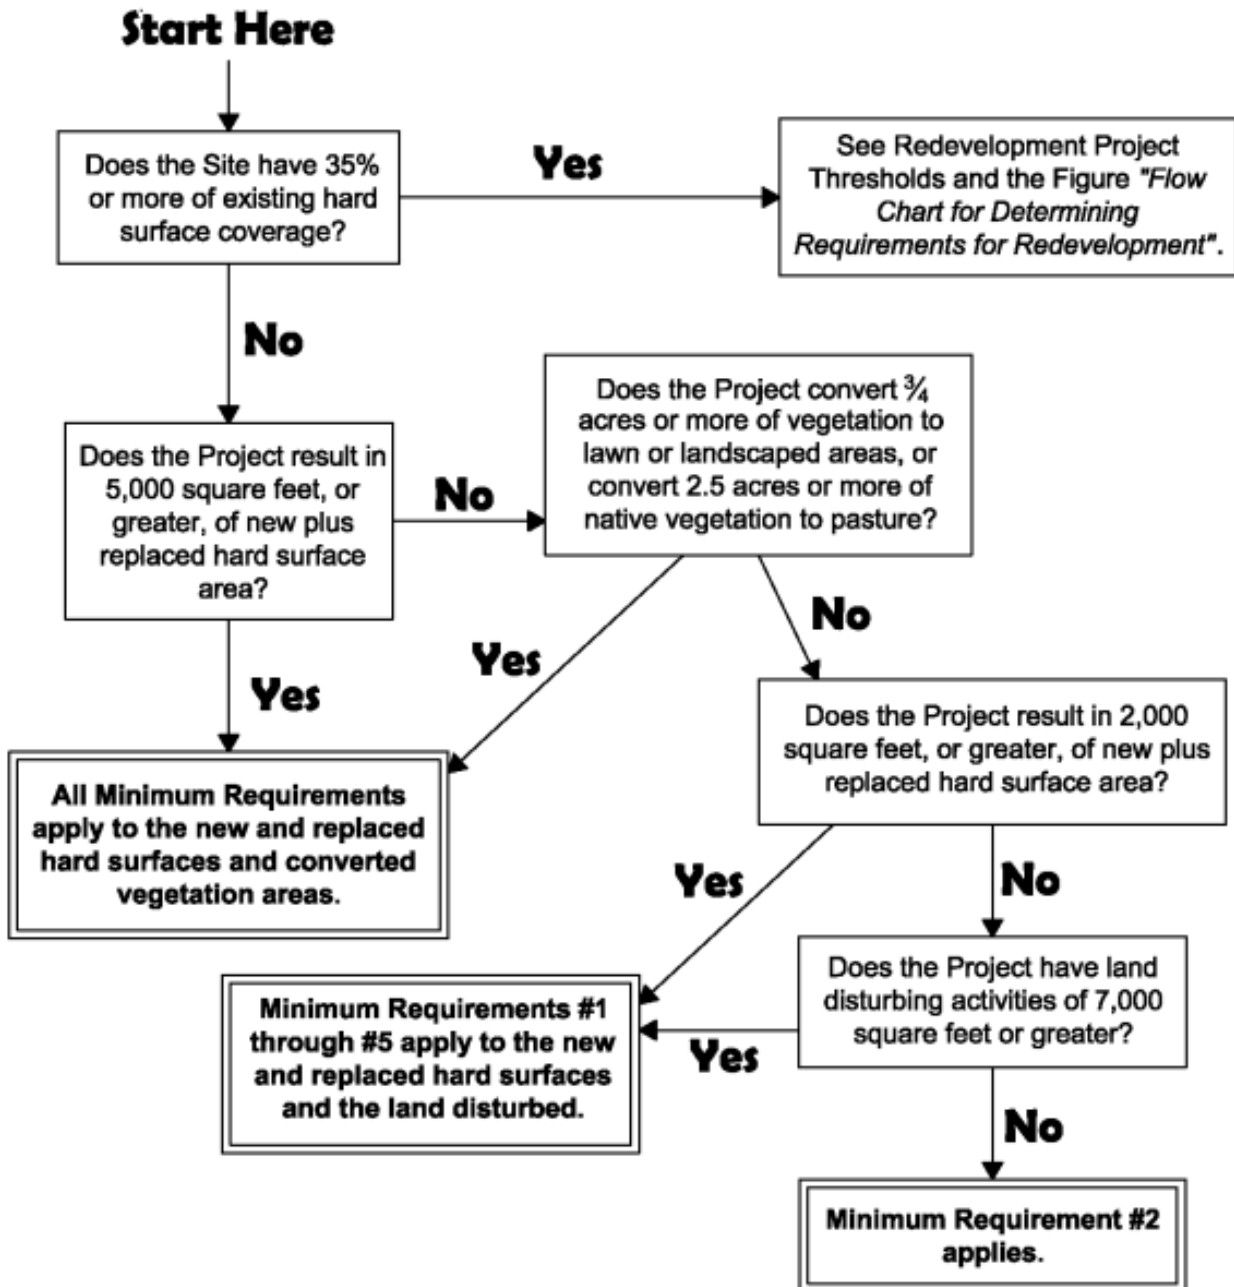 Start Here
Does the Site have 35%
or more of existing hard
surface coverage?
Yes
See Redevelopment Project
Thresholds and the Figure "Flow
Chart for Determining
Requirements for Redevelopment".
No
Does the Project result in
5,000 square feet, or
greater, of new plus
replaced hard surface
area?
No
Does the Project convert ¾
acres or more of vegetation to
lawn or landscaped areas, or
convert 2.5 acres or more of
native vegetation to pasture?
Yes
Yes
No
All Minimum Requirements
apply to the new and replaced
hard surfaces and converted
vegetation areas.
Does the Project result in 2,000
square feet, or greater, of new plus
replaced hard surface area?
Yes
No
Minimum Requirements #1
through #5 apply to the new
and replaced hard surfaces
and the land disturbed.
Yes
Does the Project have land
disturbing activities of 7,000
square feet or greater?
No
Minimum Requirement #2
applies.